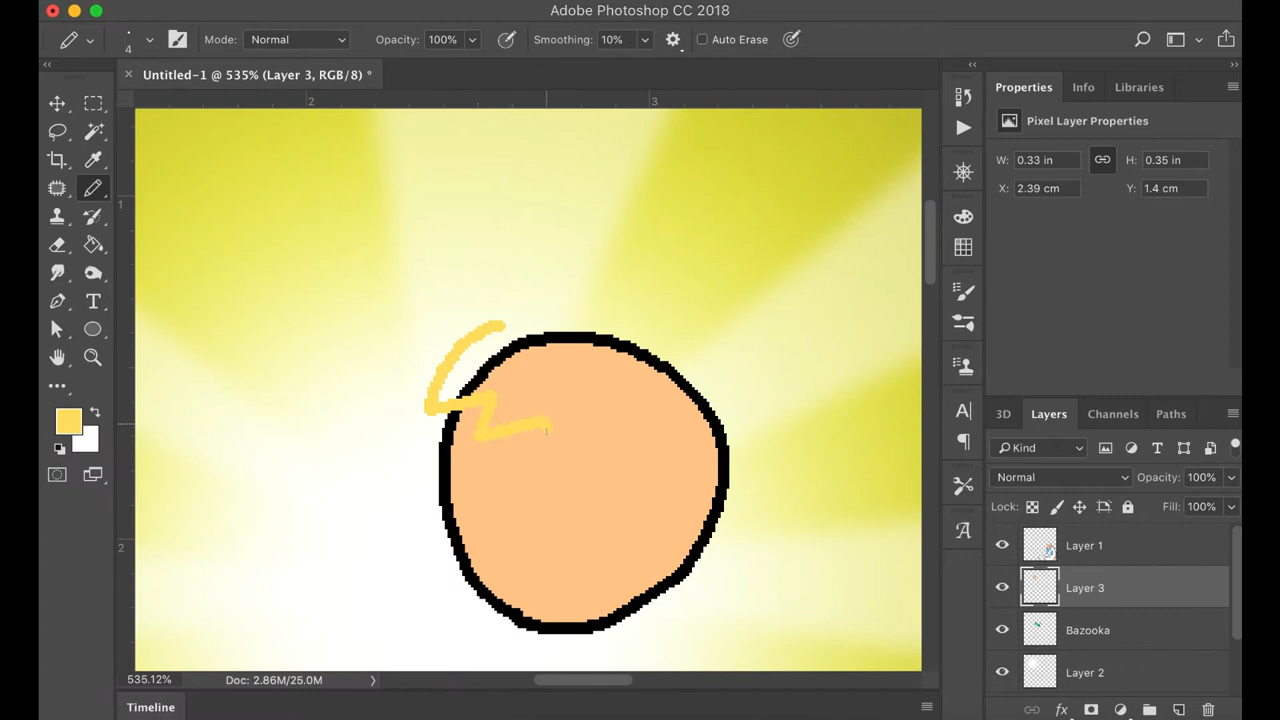 Adobe Photoshop CC 2018
4 Mode: Normal Opacity: 100% Smoothing: 10% Auto Erase
Untitled-1 @ 535% (Layer 3, RGB/8) *
2 3
1
2
Properties Info Libraries
Pixel Layer Properties
W: 0.33 in H: 0.35 in
X: 2.39 cm Y: 1.4 cm
3D Layers Channels Paths
Kind
Normal Opacity: 100%
Lock: Fill: 100%
Layer 1
Layer 3
Bazooka
Layer 2
535.12% Doc: 2.86M/25.0M
Timeline